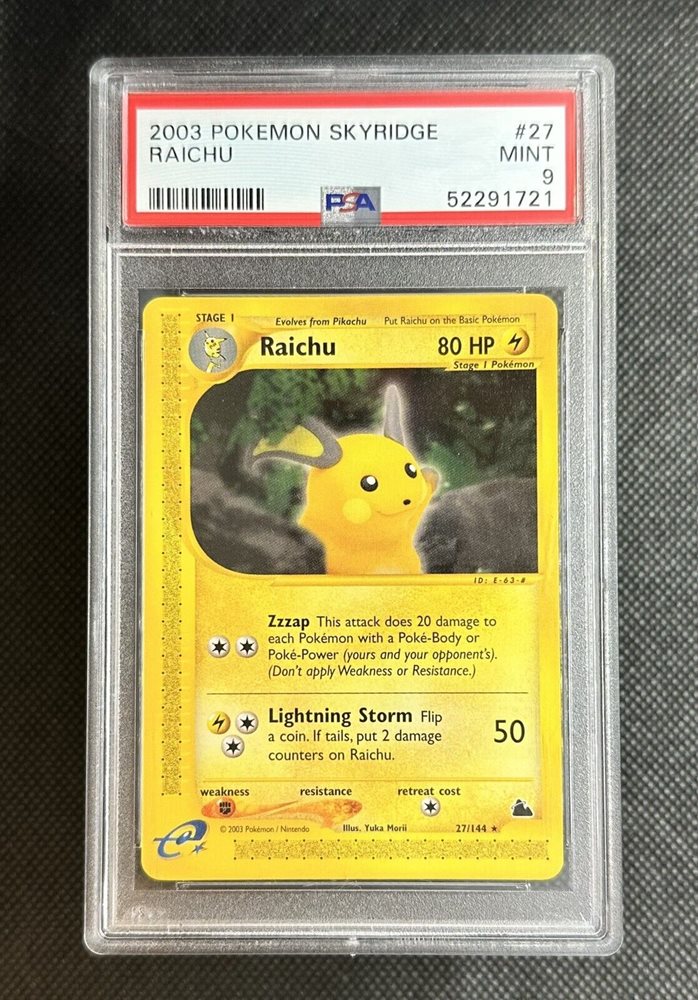 2003 POKEMON SKYRIDGE #27
RAICHU MINT
9
PSA 52291721
STAGE 1 Evolves from Pikachu Put Raichu on the Basic Pokémon
Raichu 80 HP
Stage 1 Pokémon
ID: E-63-#
Zzzap This attack does 20 damage to
each Pokémon with a Poké-Body or
Poké-Power (yours and your opponent's).
(Don't apply Weakness or Resistance.)
Lightning Storm Flip
a coin. If tails, put 2 damage
counters on Raichu.
50
weakness resistance retreat cost
© 2003 Pokémon / Nintendo Illus. Yuka Morii 27/144 ★
e